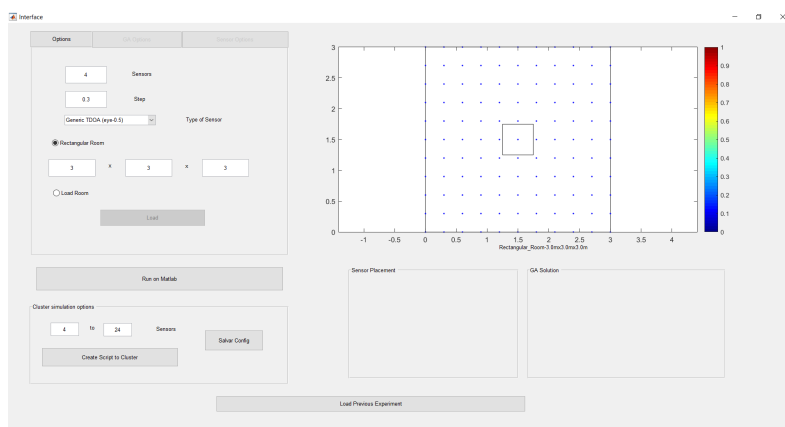 Interface
Options
GA Options
Sensor Options
4 Sensors
0.3 Step
Generic TDOA (eye-0.5) Type of Sensor
Rectangular Room
3 x 3 x 3
Load Room
Load
Run on Matlab
Cluster simulation options
4 to 24 Sensors
Salvar Config
Create Script to Cluster
3
2.5
2
1.5
1
0.5
0
-1 -0.5 0 0.5 1 1.5 2 2.5 3 3.5 4
Rectangular_Room-3.0mx3.0mx3.0m
1
0.9
0.8
0.7
0.6
0.5
0.4
0.3
0.2
0.1
0
Sensor Placement
GA Solution
Load Previous Experiment